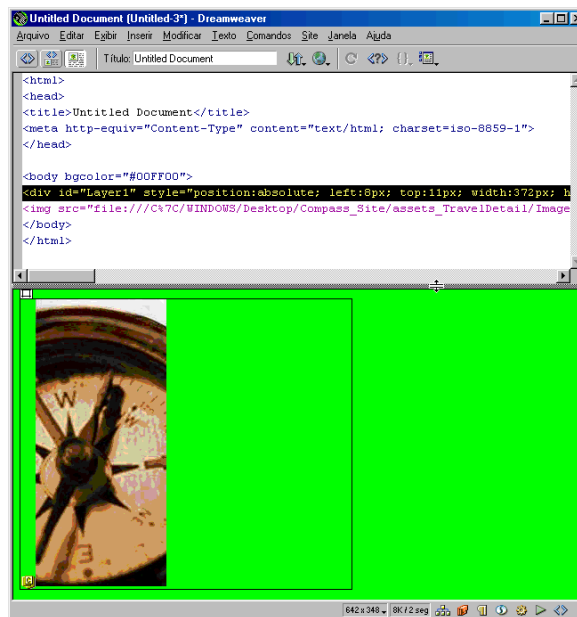 Untitled Document (Untitled-3*) - Dreamweaver
Arquivo Editar Exibir Inserir Modificar Texto Comandos Site Janela Ajuda
Título: Untitled Document
<html>
<head>
<title>Untitled Document</title>
<meta http-equiv="Content-Type" content="text/html; charset=iso-8859-1">
</head>
<body bgcolor="#00FF00">
<div id="Layer1" style="position:absolute; left:8px; top:11px; width:372px; h
<img src="file:///C%7C/WINDOWS/Desktop/Compass_Site/assets_TravelDetail/Image
</body>
</html>
W
E
642 x 348 8K / 2 seg